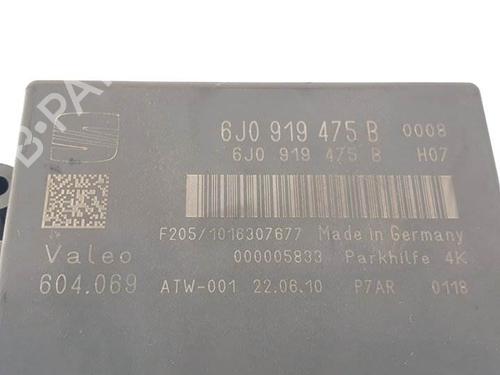 6J0 919 475 B 0008
6J0 919 475 B H07
F205/1016307677 Made in Germany
Valeo 000005833 Parkhilfe 4K
604.069 ATW-001 22.06.10 P7AR 0118
B-PARTS